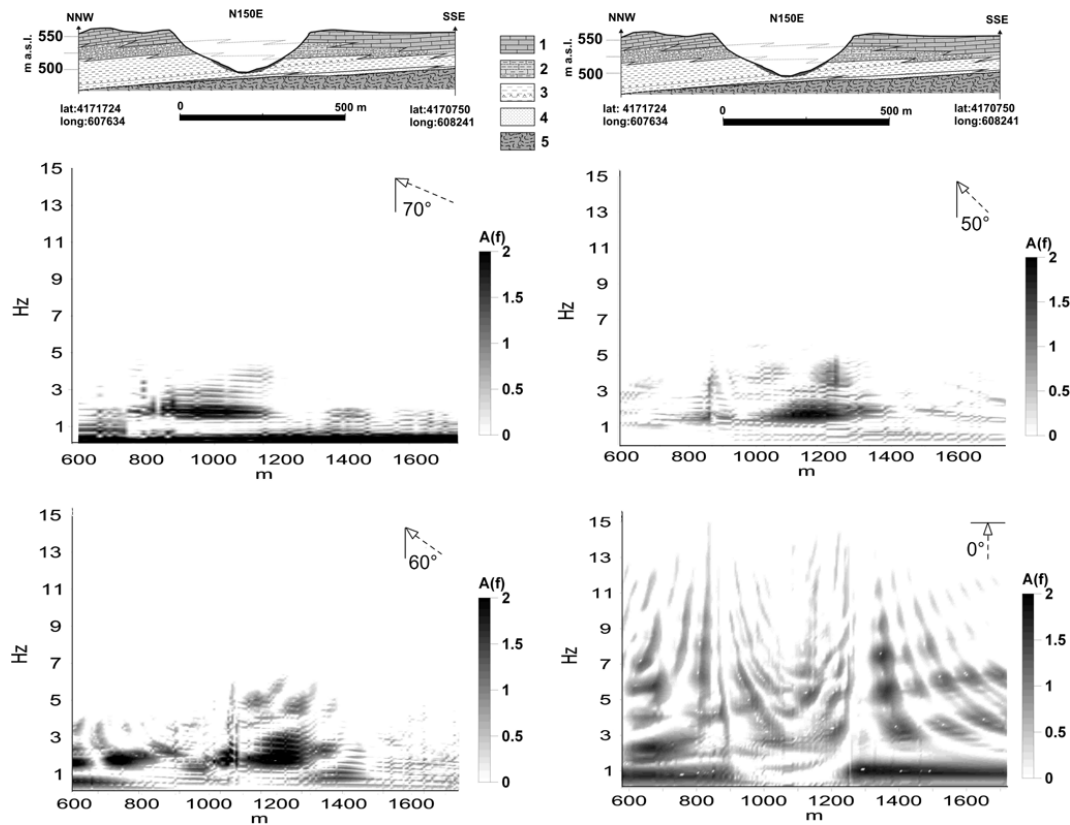 NNW N150E SSE
550
500
m a.s.l.
lat:4171724
long:607634
0 500 m
lat:4170750
long:608241
1
2
3
4
5
NNW N150E SSE
550
500
m a.s.l.
lat: 4171724
long:607634
0 500 m
lat:4170750
long:608241
15
13
11
9
7
5
3
1
Hz
70°
A(f)
2
1.5
1
0.5
0
600 800 1000 1200 1400 1600
m
15
13
11
9
7
5
3
1
Hz
50°
A(f)
2
1.5
1
0.5
0
600 800 1000 1200 1400 1600
m
15
13
11
9
7
5
3
1
Hz
60°
A(f)
2
1.5
1
0.5
0
600 800 1000 1200 1400 1600
m
15
13
11
9
7
5
3
1
Hz
0°
A(f)
2
1.5
1
0.5
0
600 800 1000 1200 1400 1600
m